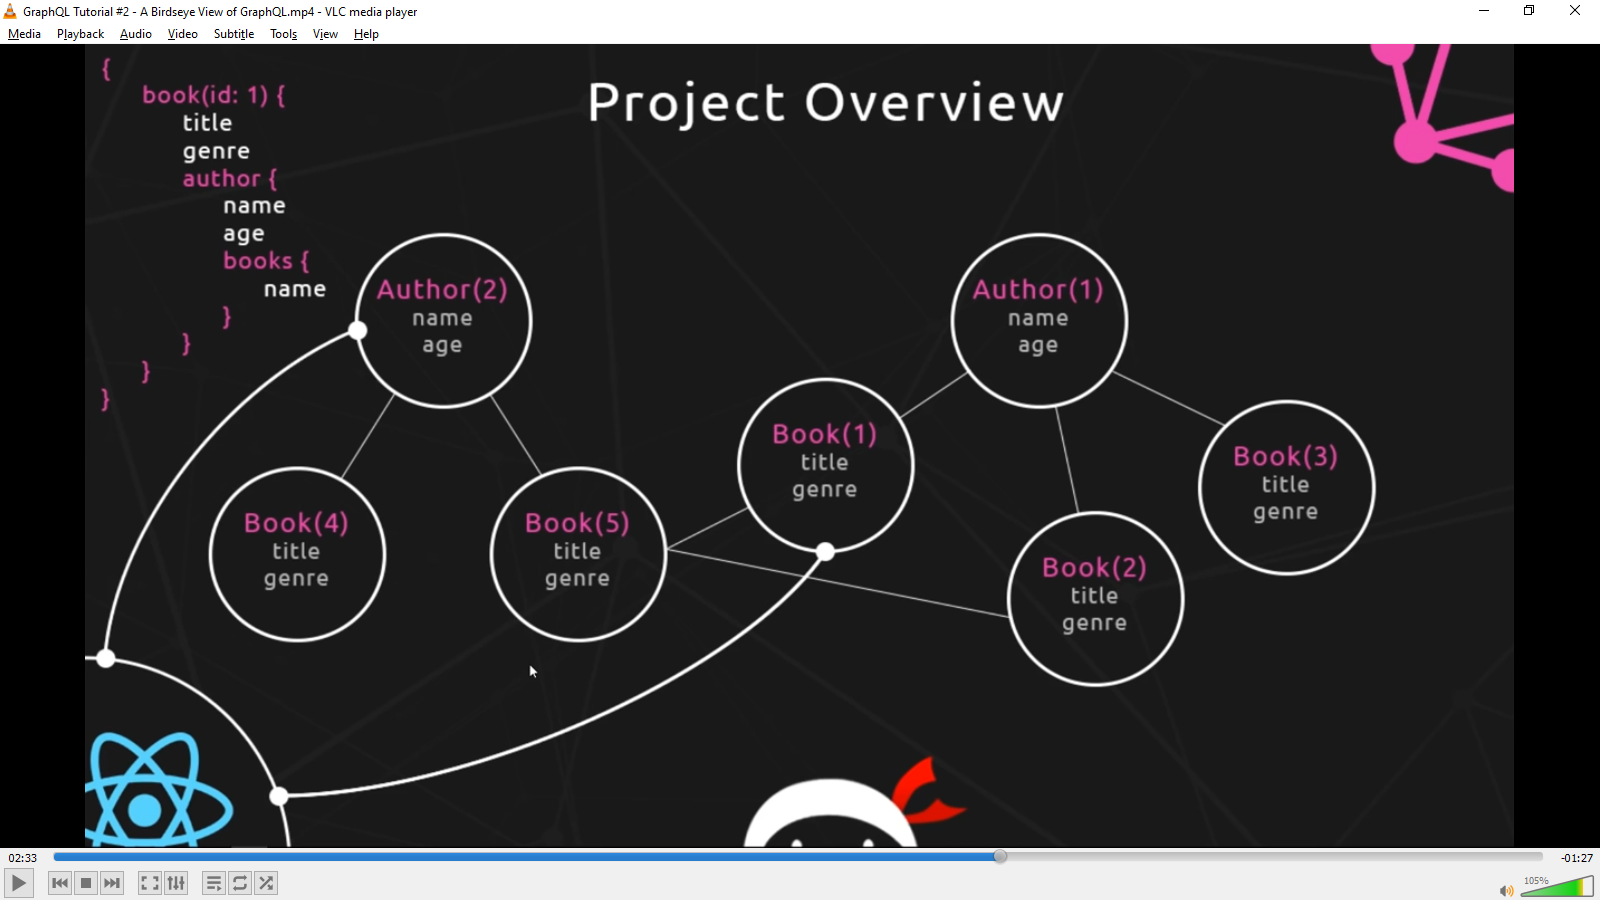 GraphQL Tutorial #2 - A Birdseye View of GraphQL.mp4 - VLC media player
Media Playback Audio Video Subtitle Tools View Help
Project Overview
{
book(id: 1) {
title
genre
author {
name
age
books {
name
}
}
}
}
Author(2)
name
age
Author(1)
name
age
Book(1)
title
genre
Book(3)
title
genre
Book(4)
title
genre
Book(5)
title
genre
Book(2)
title
genre
02:33
-01:27
105%